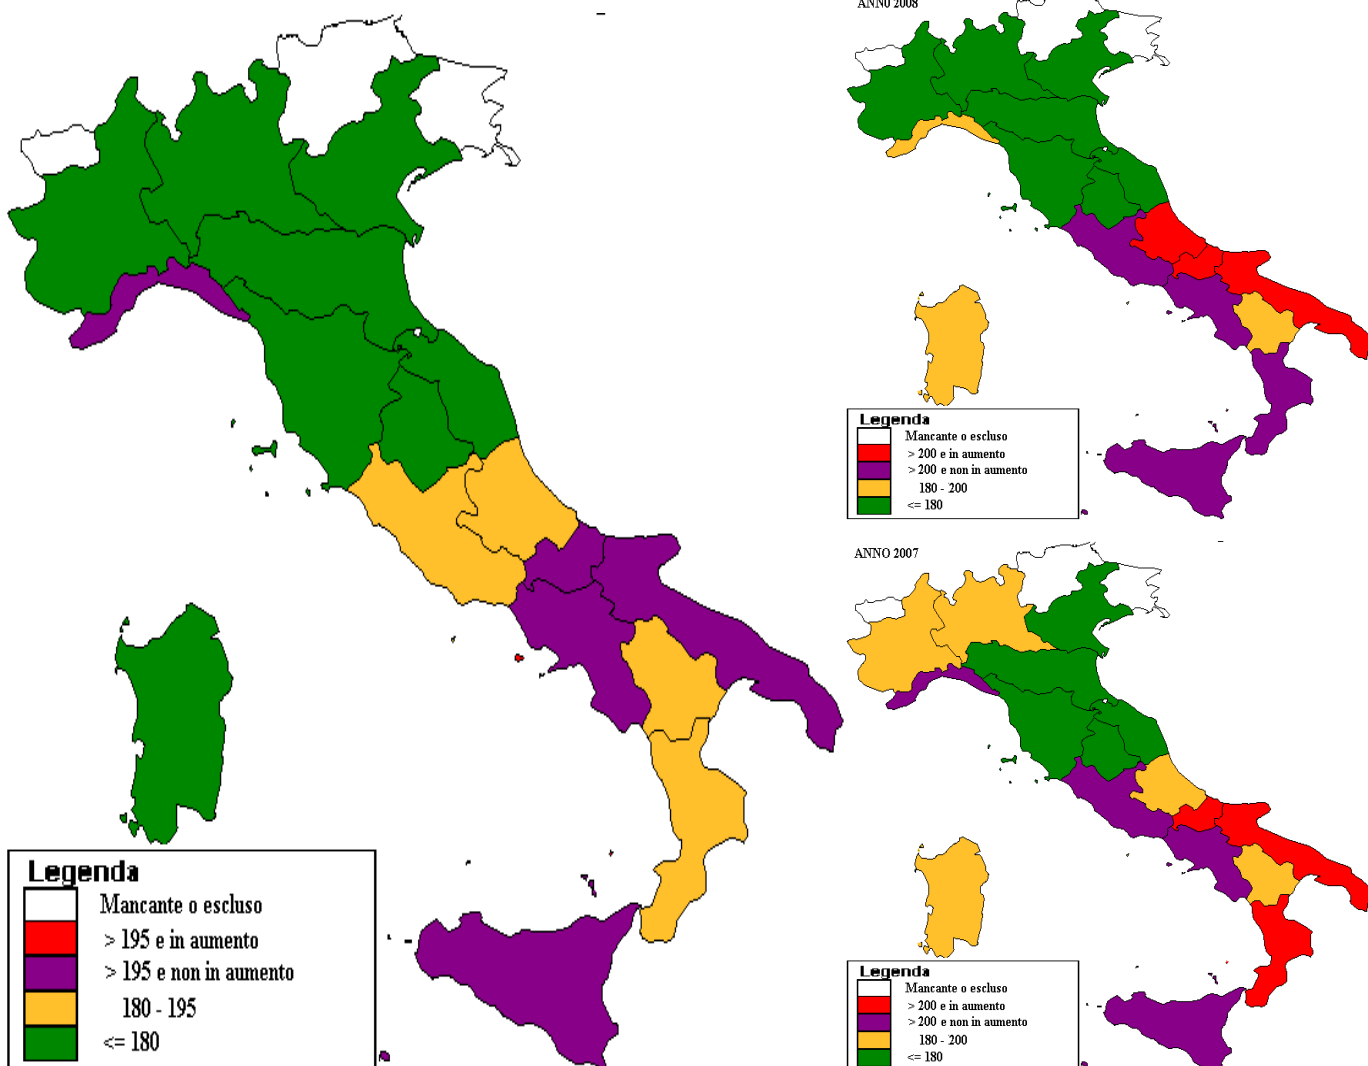 Legenda
Mancante o escluso
> 195 e in aumento
> 195 e non in aumento
180 - 195
<= 180
ANN0 2008
Legenda
Mancante o escluso
> 200 e in aumento
> 200 e non in aumento
180 - 200
<= 180
ANNO 2007
Legenda
Mancante o escluso
> 200 e in aumento
> 200 e non in aumento
180 - 200
<= 180